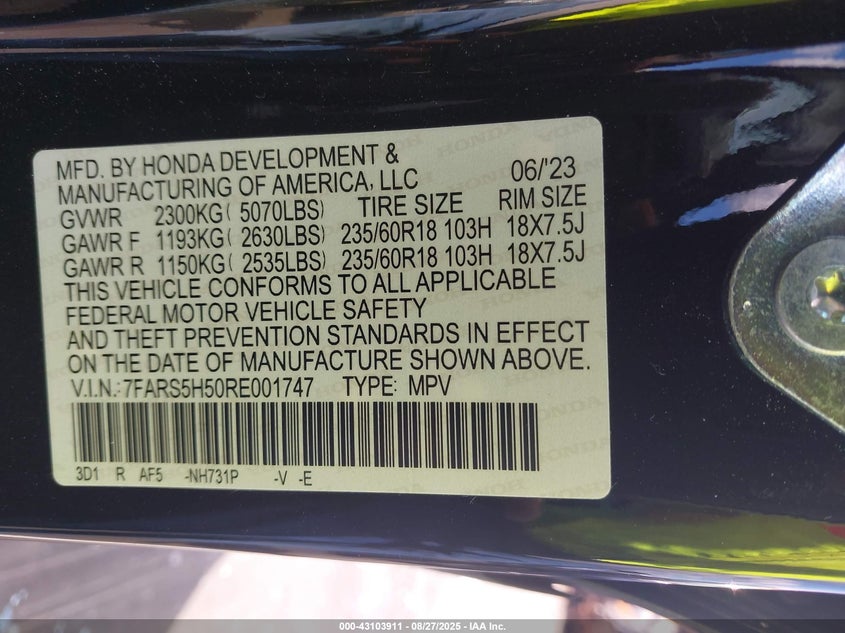 MFD. BY HONDA DEVELOPMENT &
MANUFACTURING OF AMERICA, LLC 06/'23
GVWR 2300KG( 5070LBS) TIRE SIZE RIM SIZE
GAWR F 1193KG( 2630LBS) 235/60R18 103H 18X7.5J
GAWR R 1150KG( 2535LBS) 235/60R18 103H 18X7.5J
THIS VEHICLE CONFORMS TO ALL APPLICABLE
FEDERAL MOTOR VEHICLE SAFETY
AND THEFT PREVENTION STANDARDS IN EFFECT
ON THE DATE OF MANUFACTURE SHOWN ABOVE.
V.I.N.:7FARS5H50RE001747 TYPE: MPV
3D1 R AF5 -NH731P -V -E
000-43103911 - 08/27/2025 - IAA Inc.